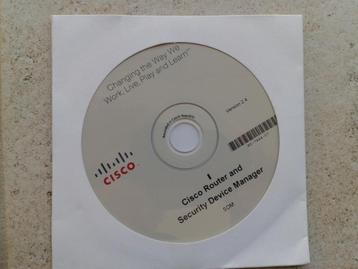 Changing the Way We
Work, Live, Play and Learn™
Version 2.4
CISCO
Cisco Router and
Security Device Manager
SDM